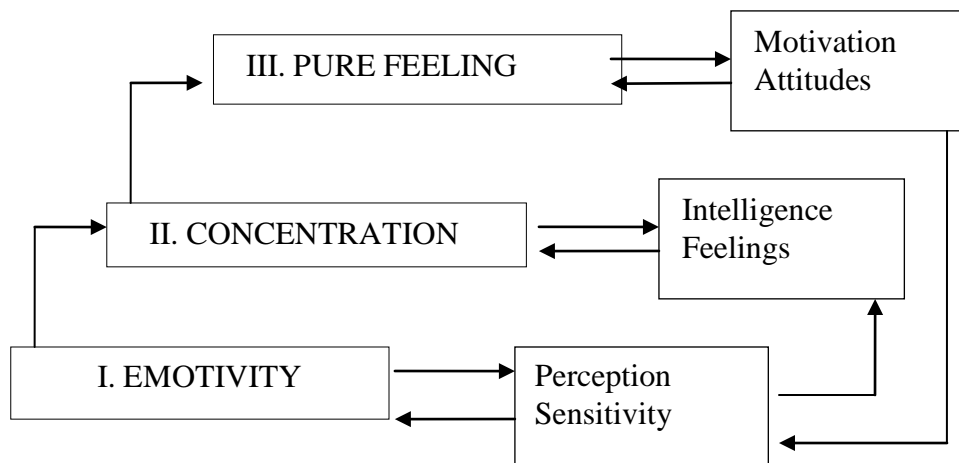 III. PURE FEELING
Motivation
Attitudes
II. CONCENTRATION
Intelligence
Feelings
I. EMOTIVITY
Perception
Sensitivity